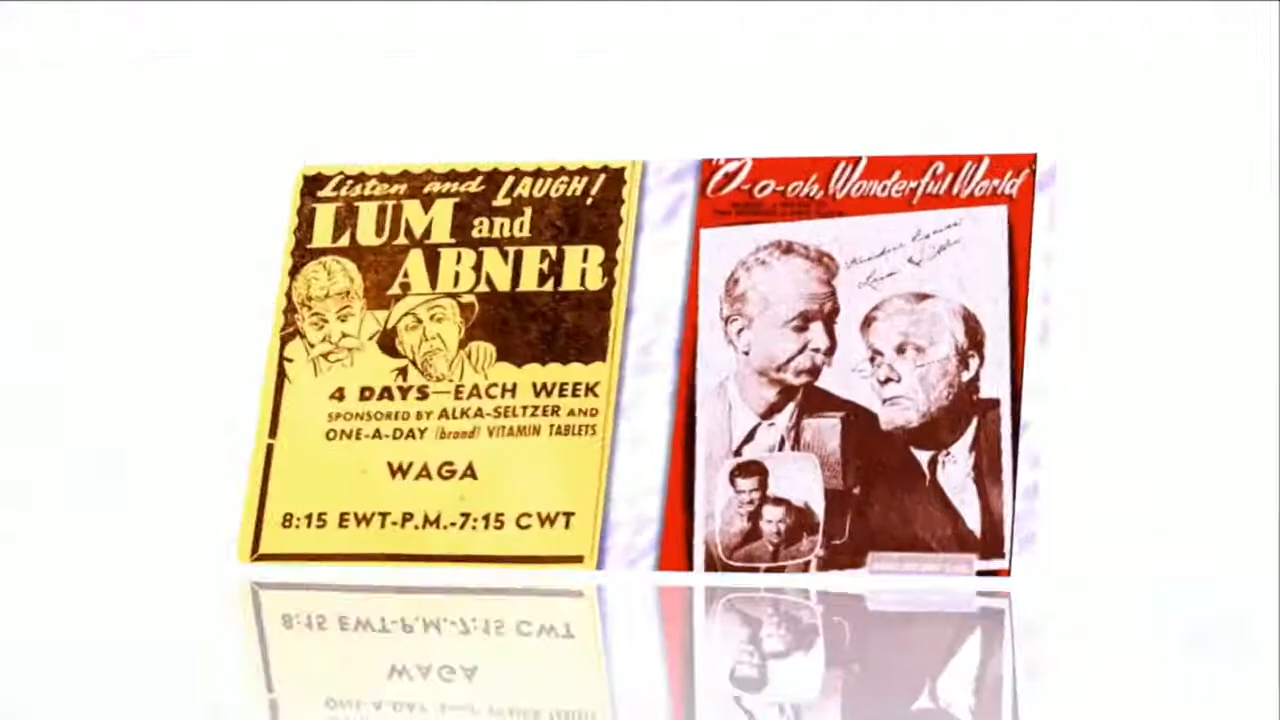 Listen and LAUGH!
LUM and
ABNER
4 DAYS—EACH WEEK
SPONSORED BY ALKA-SELTZER AND
ONE-A-DAY (brand) VITAMIN TABLETS
WAGA
8:15 EWT-P.M.-7:15 CWT
"O-o-oh, Wonderful World